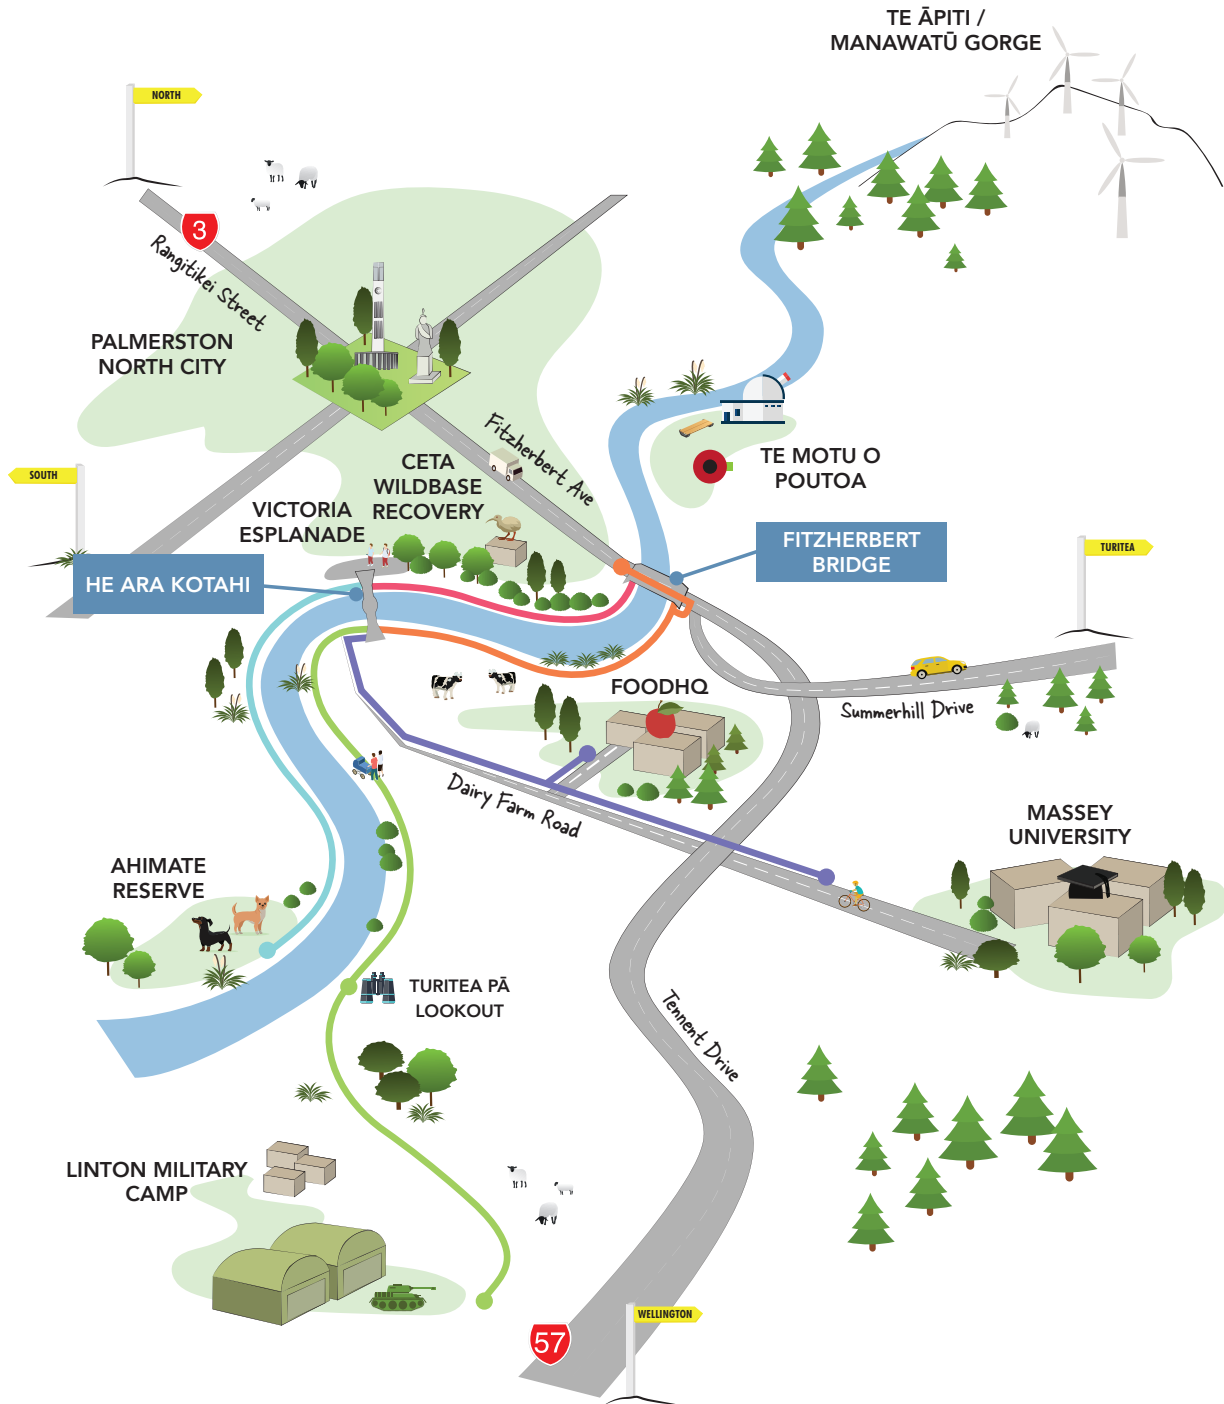 TE ĀPITI /
MANAWATŪ GORGE
NORTH
3
Rangitikei Street
PALMERSTON
NORTH CITY
Fitzherbert Ave
SOUTH
CETA
WILDBASE
RECOVERY
VICTORIA
ESPLANADE
TE MOTU O
POUTOA
HE ARA KOTAHI
FITZHERBERT
BRIDGE
TURITEA
FOODHQ
Summerhill Drive
Dairy Farm Road
MASSEY
UNIVERSITY
AHIMATE
RESERVE
TURITEA PĀ
LOOKOUT
Tennent Drive
LINTON MILITARY
CAMP
WELLINGTON
57